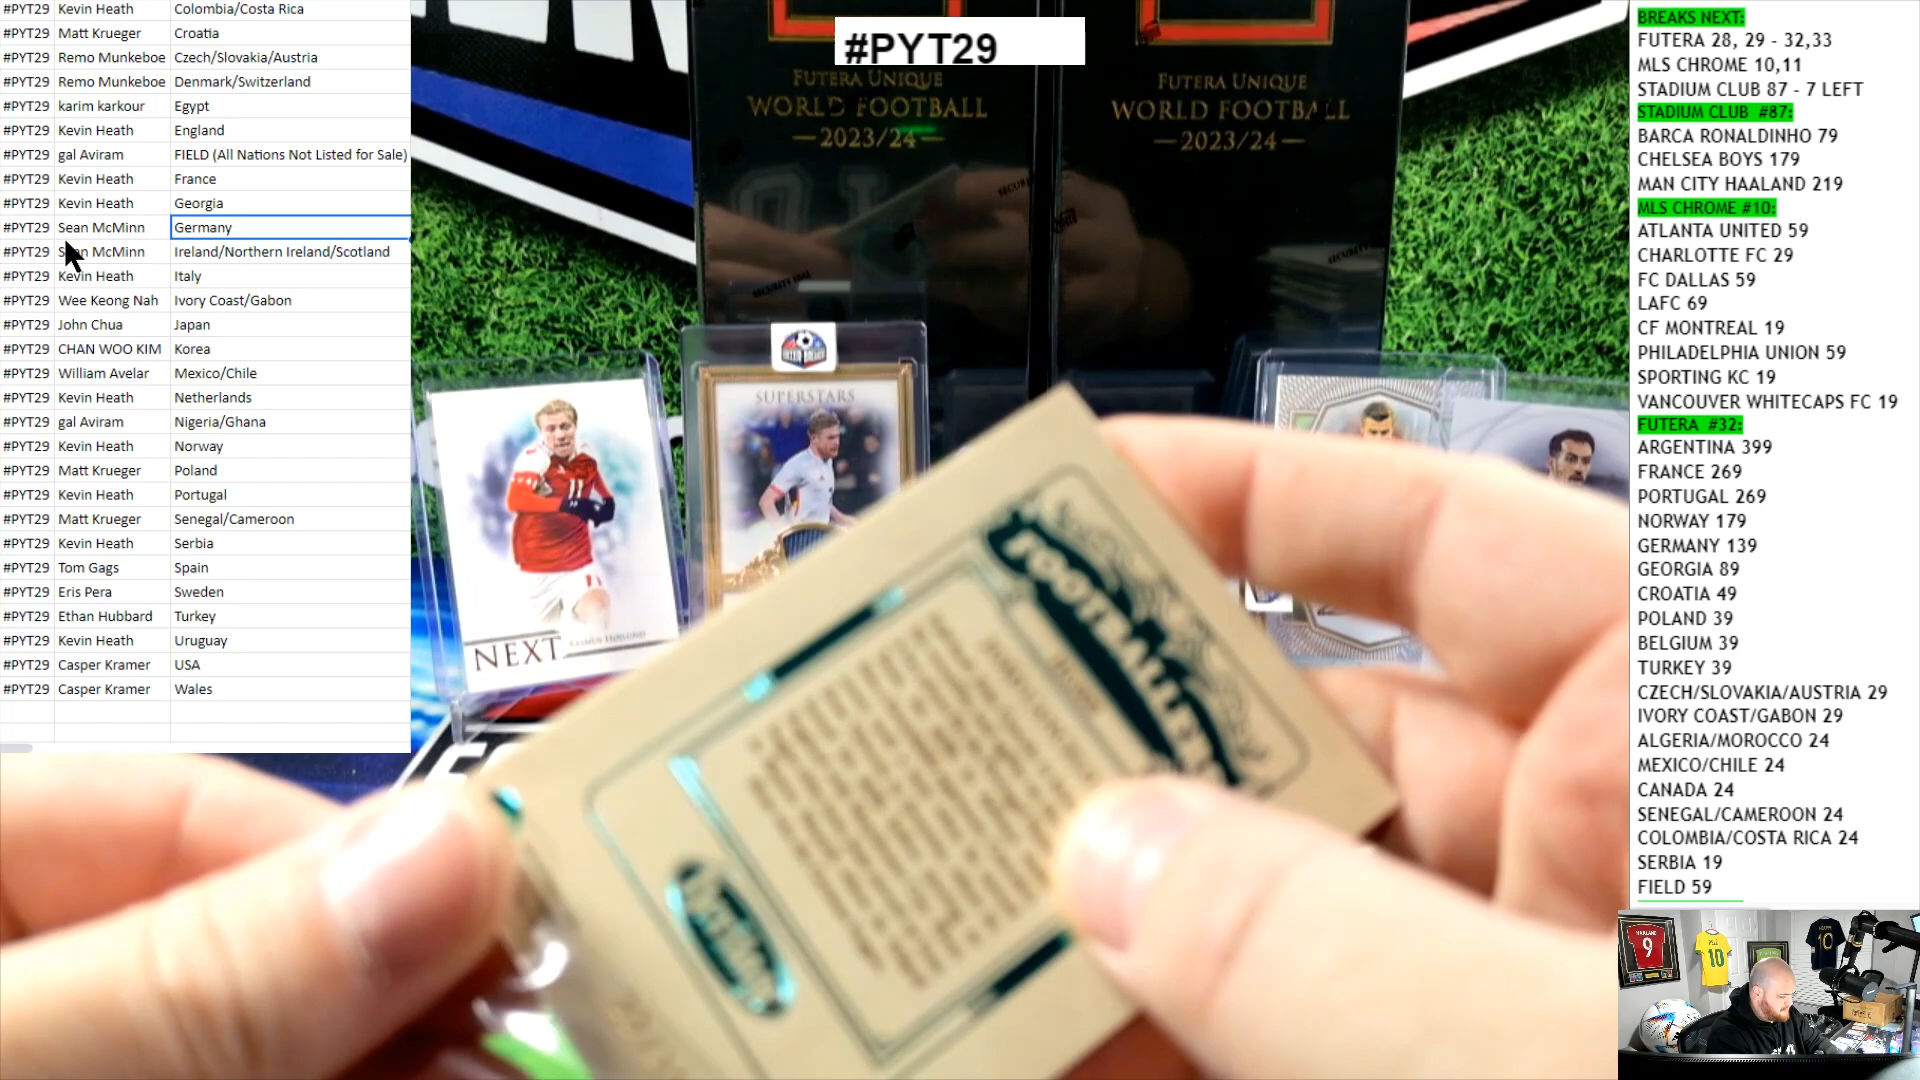 #PYT29 Kevin Heath Colombia/Costa Rica
#PYT29 Matt Krueger Croatia
#PYT29 Remo Munkeboe Czech/Slovakia/Austria
#PYT29 Remo Munkeboe Denmark/Switzerland
#PYT29 karim karkour Egypt
#PYT29 Kevin Heath England
#PYT29 gal Aviram FIELD (All Nations Not Listed for Sale)
#PYT29 Kevin Heath France
#PYT29 Kevin Heath Georgia
#PYT29 Sean McMinn Germany
#PYT29 McMinn Ireland/Northern Ireland/Scotland
#PYT29 Kevin Heath Italy
#PYT29 Wee Keong Nah Ivory Coast/Gabon
#PYT29 John Chua Japan
#PYT29 CHAN WOO KIM Korea
#PYT29 William Avelar Mexico/Chile
#PYT29 Kevin Heath Netherlands
#PYT29 gal Aviram Nigeria/Ghana
#PYT29 Kevin Heath Norway
#PYT29 Matt Krueger Poland
#PYT29 Kevin Heath Portugal
#PYT29 Matt Krueger Senegal/Cameroon
#PYT29 Kevin Heath Serbia
#PYT29 Tom Gags Spain
#PYT29 Eris Pera Sweden
#PYT29 Ethan Hubbard Turkey
#PYT29 Kevin Heath Uruguay
#PYT29 Casper Kramer USA
#PYT29 Casper Kramer Wales
#PYT29
FUTERA UNIQUE
WORLD FOOTBALL
—2023/24—
FUTERA UNIQUE
WORLD FOOTBALL
—2023/24—
SUPERSTARS
NEXT
BREAKS NEXT:
FUTERA 28, 29 - 32,33
MLS CHROME 10,11
STADIUM CLUB 87 - 7 LEFT
STADIUM CLUB #87:
BARCA RONALDINHO 79
CHELSEA BOYS 179
MAN CITY HAALAND 219
MLS CHROME #10:
ATLANTA UNITED 59
CHARLOTTE FC 29
FC DALLAS 59
LAFC 69
CF MONTREAL 19
PHILADELPHIA UNION 59
SPORTING KC 19
VANCOUVER WHITECAPS FC 19
FUTERA #32:
ARGENTINA 399
FRANCE 269
PORTUGAL 269
NORWAY 179
GERMANY 139
GEORGIA 89
CROATIA 49
POLAND 39
BELGIUM 39
TURKEY 39
CZECH/SLOVAKIA/AUSTRIA 29
IVORY COAST/GABON 29
ALGERIA/MOROCCO 24
MEXICO/CHILE 24
CANADA 24
SENEGAL/CAMEROON 24
COLOMBIA/COSTA RICA 24
SERBIA 19
FIELD 59
HAALAND
9
10
10